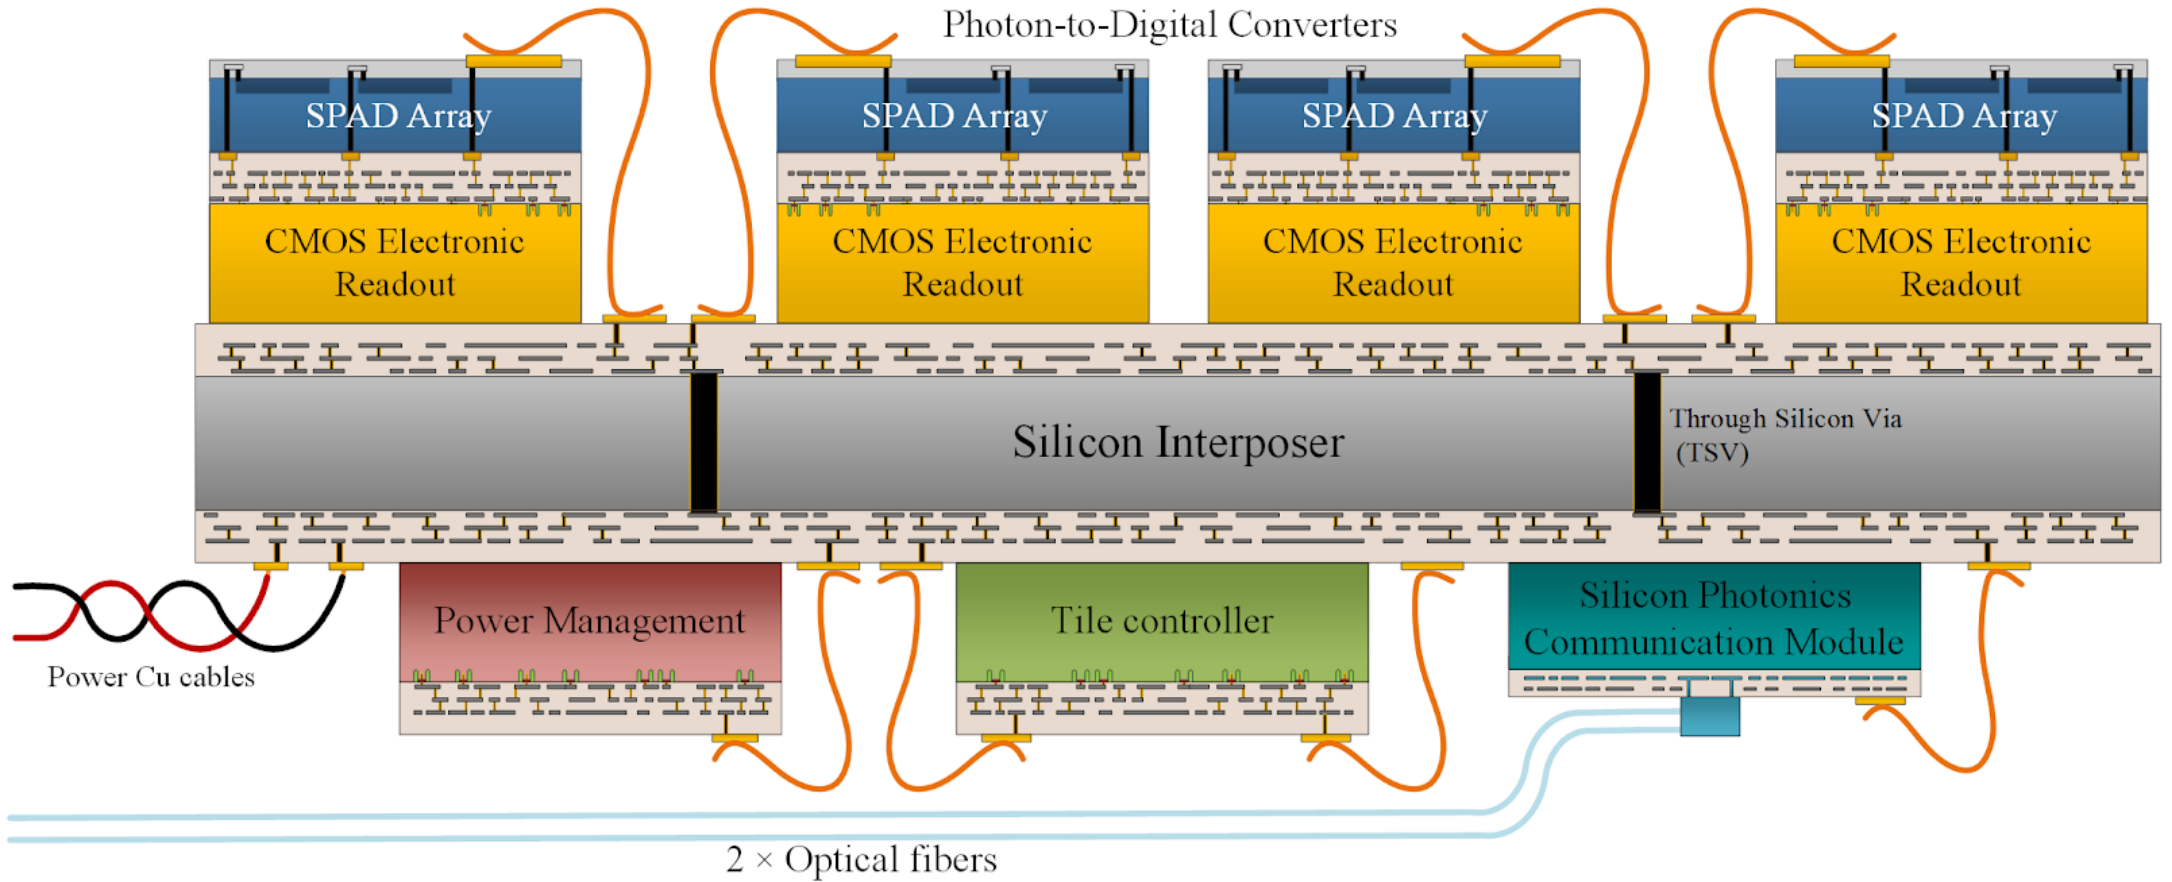 Photon-to-Digital Converters
SPAD Array
SPAD Array
SPAD Array
SPAD Array
CMOS Electronic
Readout
CMOS Electronic
Readout
CMOS Electronic
Readout
CMOS Electronic
Readout
Silicon Interposer
Through Silicon Via
(TSV)
Power Cu cables
Power Management
Tile controller
Silicon Photonics
Communication Module
2 × Optical fibers